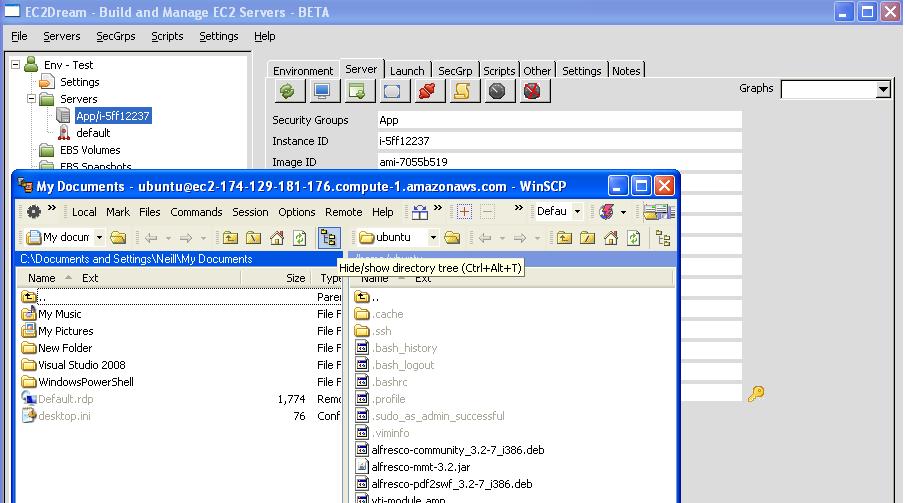 EC2Dream - Build and Manage EC2 Servers - BETA
File Servers SecGrps Scripts Settings Help
Env - Test
Settings
Servers
App/i-5ff12237
default
EBS Volumes
EBS Snapshots
Environment Server Launch SecGrp Scripts Other Settings Notes
Graphs
Security Groups App
Instance ID i-5ff12237
Image ID ami-7055b519
My Documents - ubuntu@ec2-174-129-181-176.compute-1.amazonaws.com - WinSCP
» Local Mark Files Commands Session Options Remote Help » » Defau
My docum ubuntu
C:\Documents and Settings\Neill\My Documents
/home/ubuntu
Hide/show directory tree (Ctrl+Alt+T)
Name Ext Size Type
..  Paren
My Music File F
My Pictures File F
New Folder File F
Visual Studio 2008 File F
WindowsPowerShell File F
Default.rdp 1,774 Remo
desktop.ini 76 Conf
Name Ext
..
.cache
.ssh
.bash_history
.bash_logout
.bashrc
.profile
.sudo_as_admin_successful
.viminfo
alfresco-community_3.2-7_i386.deb
alfresco-mmt-3.2.jar
alfresco-pdf2swf_3.2-7_i386.deb
vti-module.amp